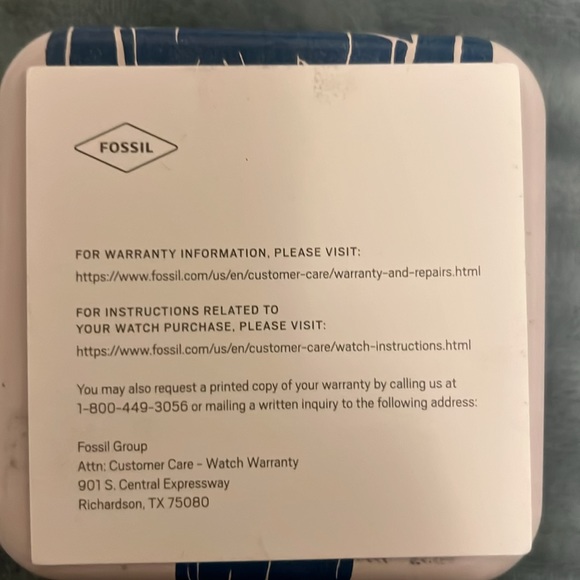 FOSSIL
FOR WARRANTY INFORMATION, PLEASE VISIT:
https://www.fossil.com/us/en/customer-care/warranty-and-repairs.html
FOR INSTRUCTIONS RELATED TO
YOUR WATCH PURCHASE, PLEASE VISIT:
https://www.fossil.com/us/en/customer-care/watch-instructions.html
You may also request a printed copy of your warranty by calling us at
1-800-449-3056 or mailing a written inquiry to the following address:
Fossil Group
Attn: Customer Care - Watch Warranty
901 S. Central Expressway
Richardson, TX 75080